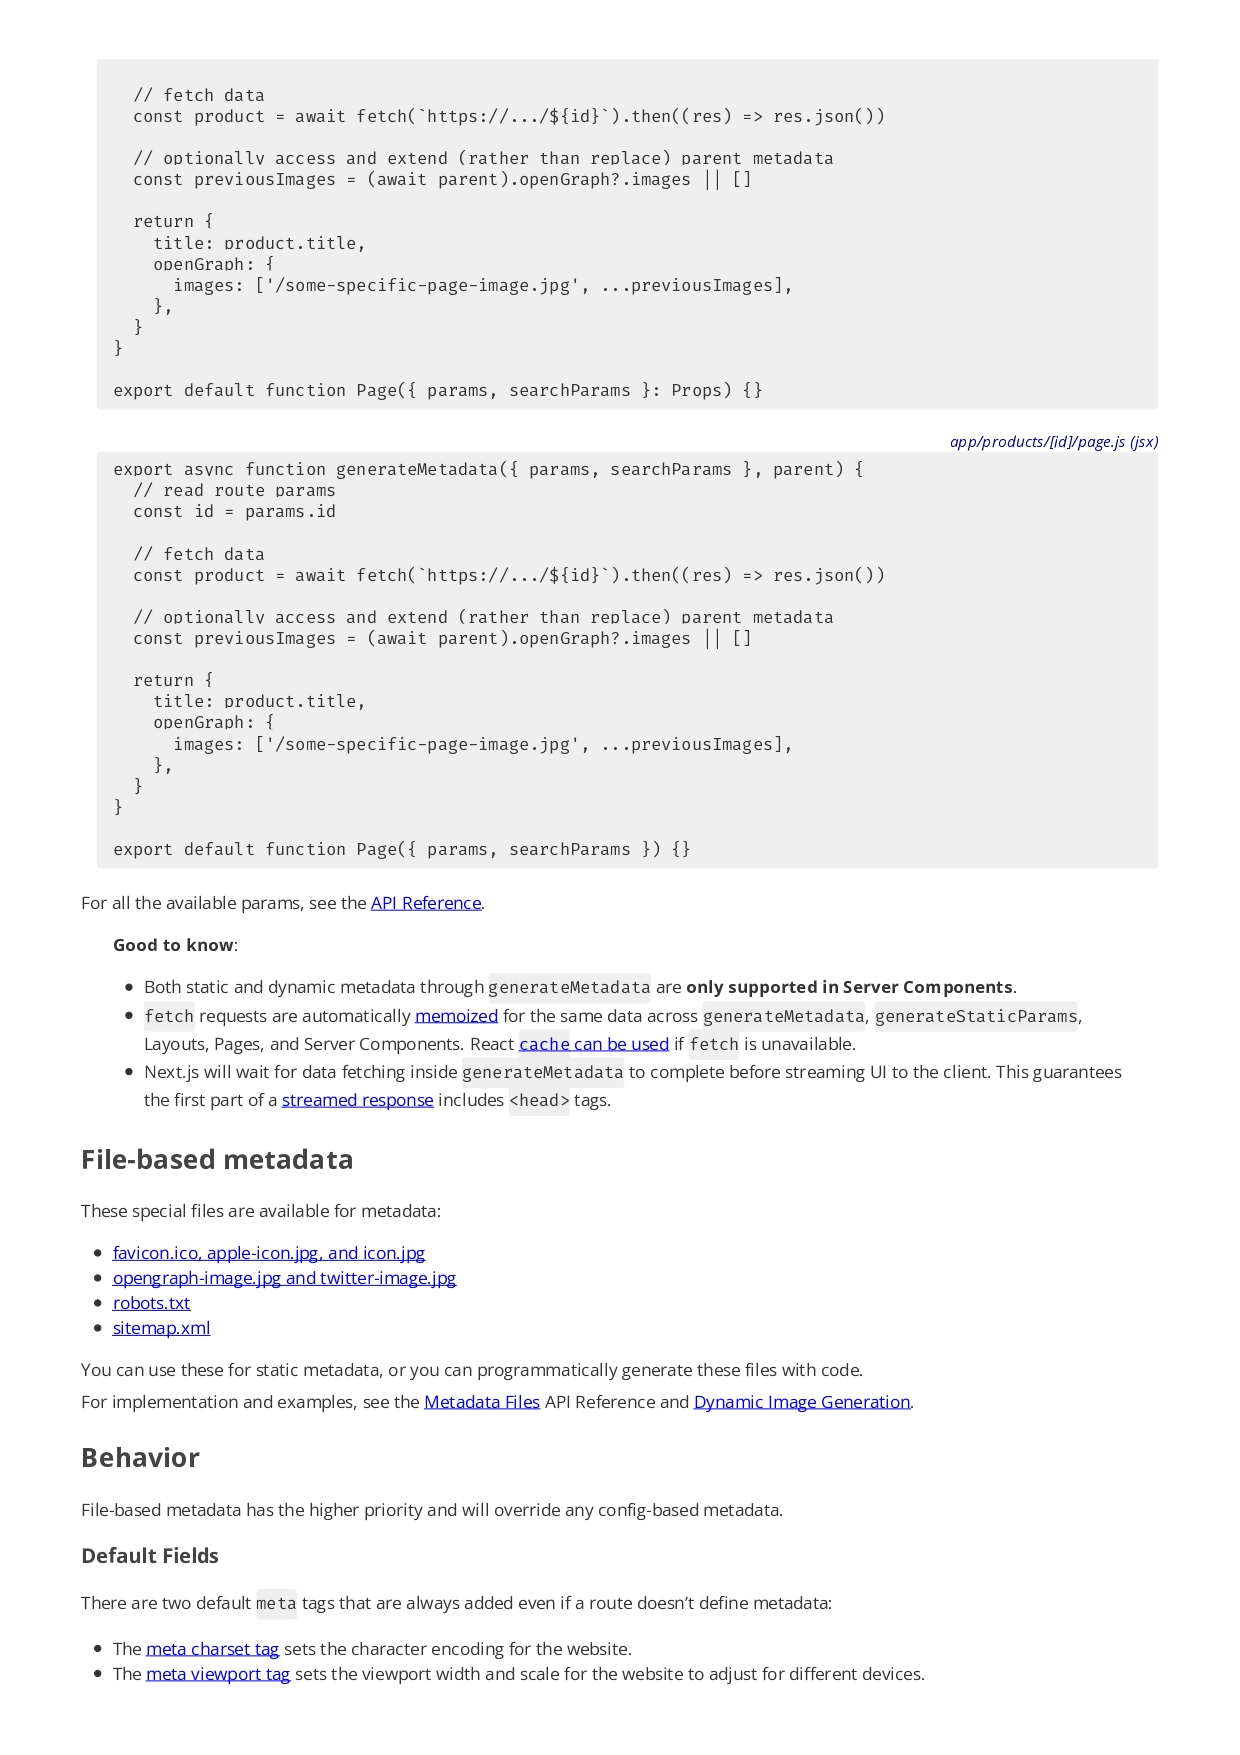 // fetch data
const product = await fetch(`https://.../${id}`).then((res) => res.json())
// optionally access and extend (rather than replace) parent metadata
const previousImages = (await parent).openGraph?.images || []
return {
title: product.title,
openGraph: {
images: ['/some-specific-page-image.jpg', ...previousImages],
},
}
}
export default function Page({ params, searchParams }: Props) {}
app/products/[id]/page.js (jsx)
export async function generateMetadata({ params, searchParams }, parent) {
// read route params
const id = params.id
// fetch data
const product = await fetch(`https://.../${id}`).then((res) => res.json())
// optionally access and extend (rather than replace) parent metadata
const previousImages = (await parent).openGraph?.images || []
return {
title: product.title,
openGraph: {
images: ['/some-specific-page-image.jpg', ...previousImages],
},
}
}
export default function Page({ params, searchParams }) {}
For all the available params, see the API Reference.
Good to know:
• Both static and dynamic metadata through generateMetadata are only supported in Server Components.
• fetch requests are automatically memoized for the same data across generateMetadata, generateStaticParams,
Layouts, Pages, and Server Components. React cache can be used if fetch is unavailable.
• Next.js will wait for data fetching inside generateMetadata to complete before streaming UI to the client. This guarantees
the first part of a streamed response includes <head> tags.
File-based metadata
These special files are available for metadata:
• favicon.ico, apple-icon.jpg, and icon.jpg
• opengraph-image.jpg and twitter-image.jpg
• robots.txt
• sitemap.xml
You can use these for static metadata, or you can programmatically generate these files with code.
For implementation and examples, see the Metadata Files API Reference and Dynamic Image Generation.
Behavior
File-based metadata has the higher priority and will override any config-based metadata.
Default Fields
There are two default meta tags that are always added even if a route doesn’t define metadata:
• The meta charset tag sets the character encoding for the website.
• The meta viewport tag sets the viewport width and scale for the website to adjust for different devices.